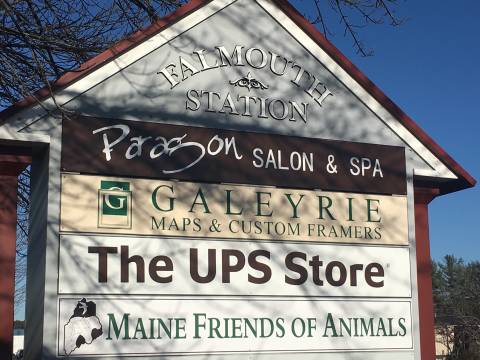 FALMOUTH
STATION
Paragon SALON & SPA
G GALEYRIE
MAPS & CUSTOM FRAMERS
The UPS Store®
MAINE FRIENDS OF ANIMALS